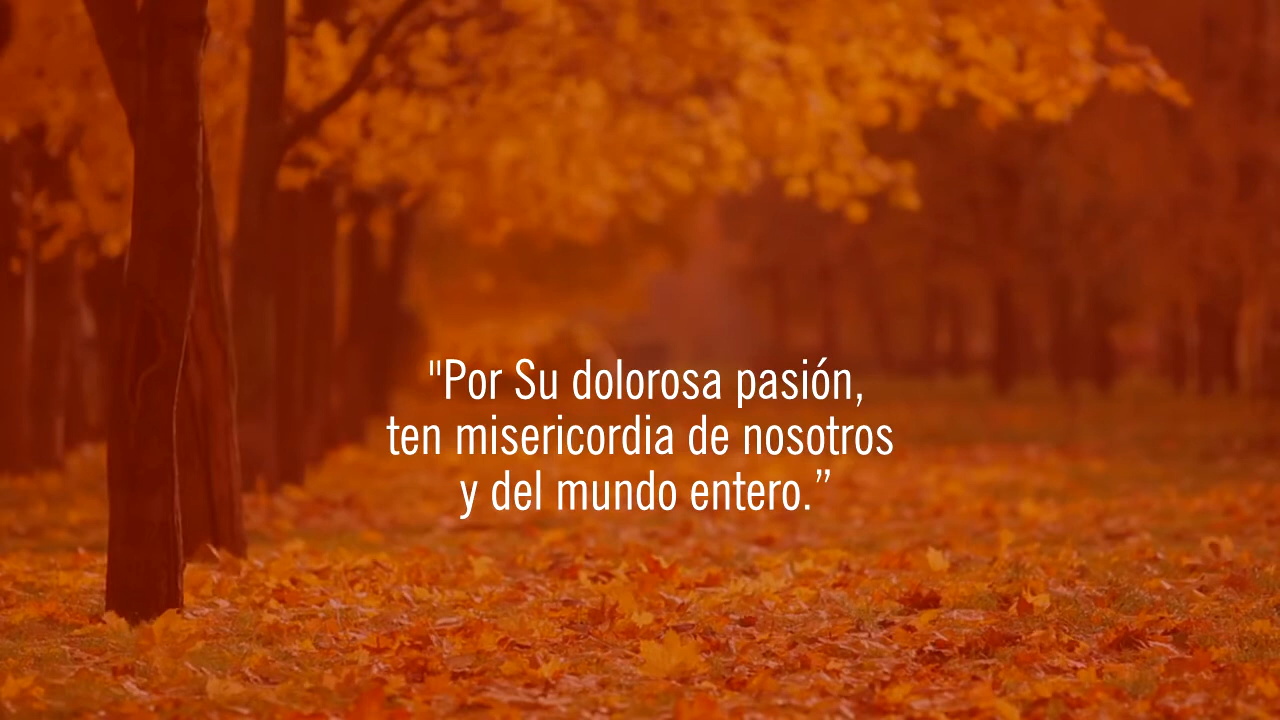 "Por Su dolorosa pasión,
ten misericordia de nosotros
y del mundo entero.”